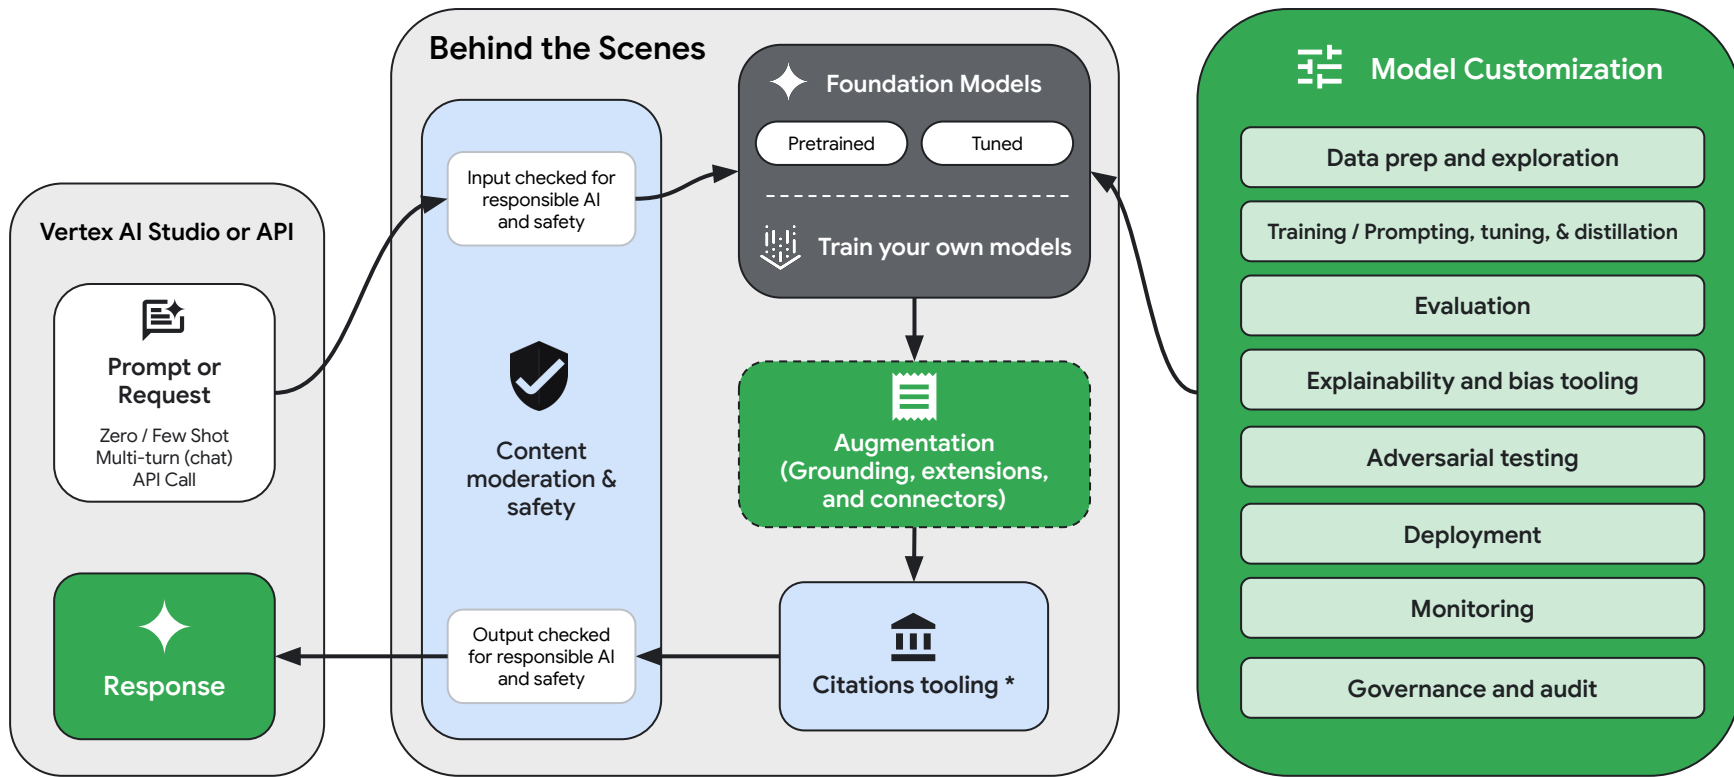 Vertex AI Studio or API
Prompt or
Request
Zero / Few Shot
Multi-turn (chat)
API Call
Response
Behind the Scenes
Input checked for
responsible AI
and safety
Content
moderation &
safety
Output checked
for responsible AI
and safety
Foundation Models
Pretrained
Tuned
Train your own models
Augmentation
(Grounding, extensions,
and connectors)
Citations tooling *
Model Customization
Data prep and exploration
Training / Prompting, tuning, & distillation
Evaluation
Explainability and bias tooling
Adversarial testing
Deployment
Monitoring
Governance and audit